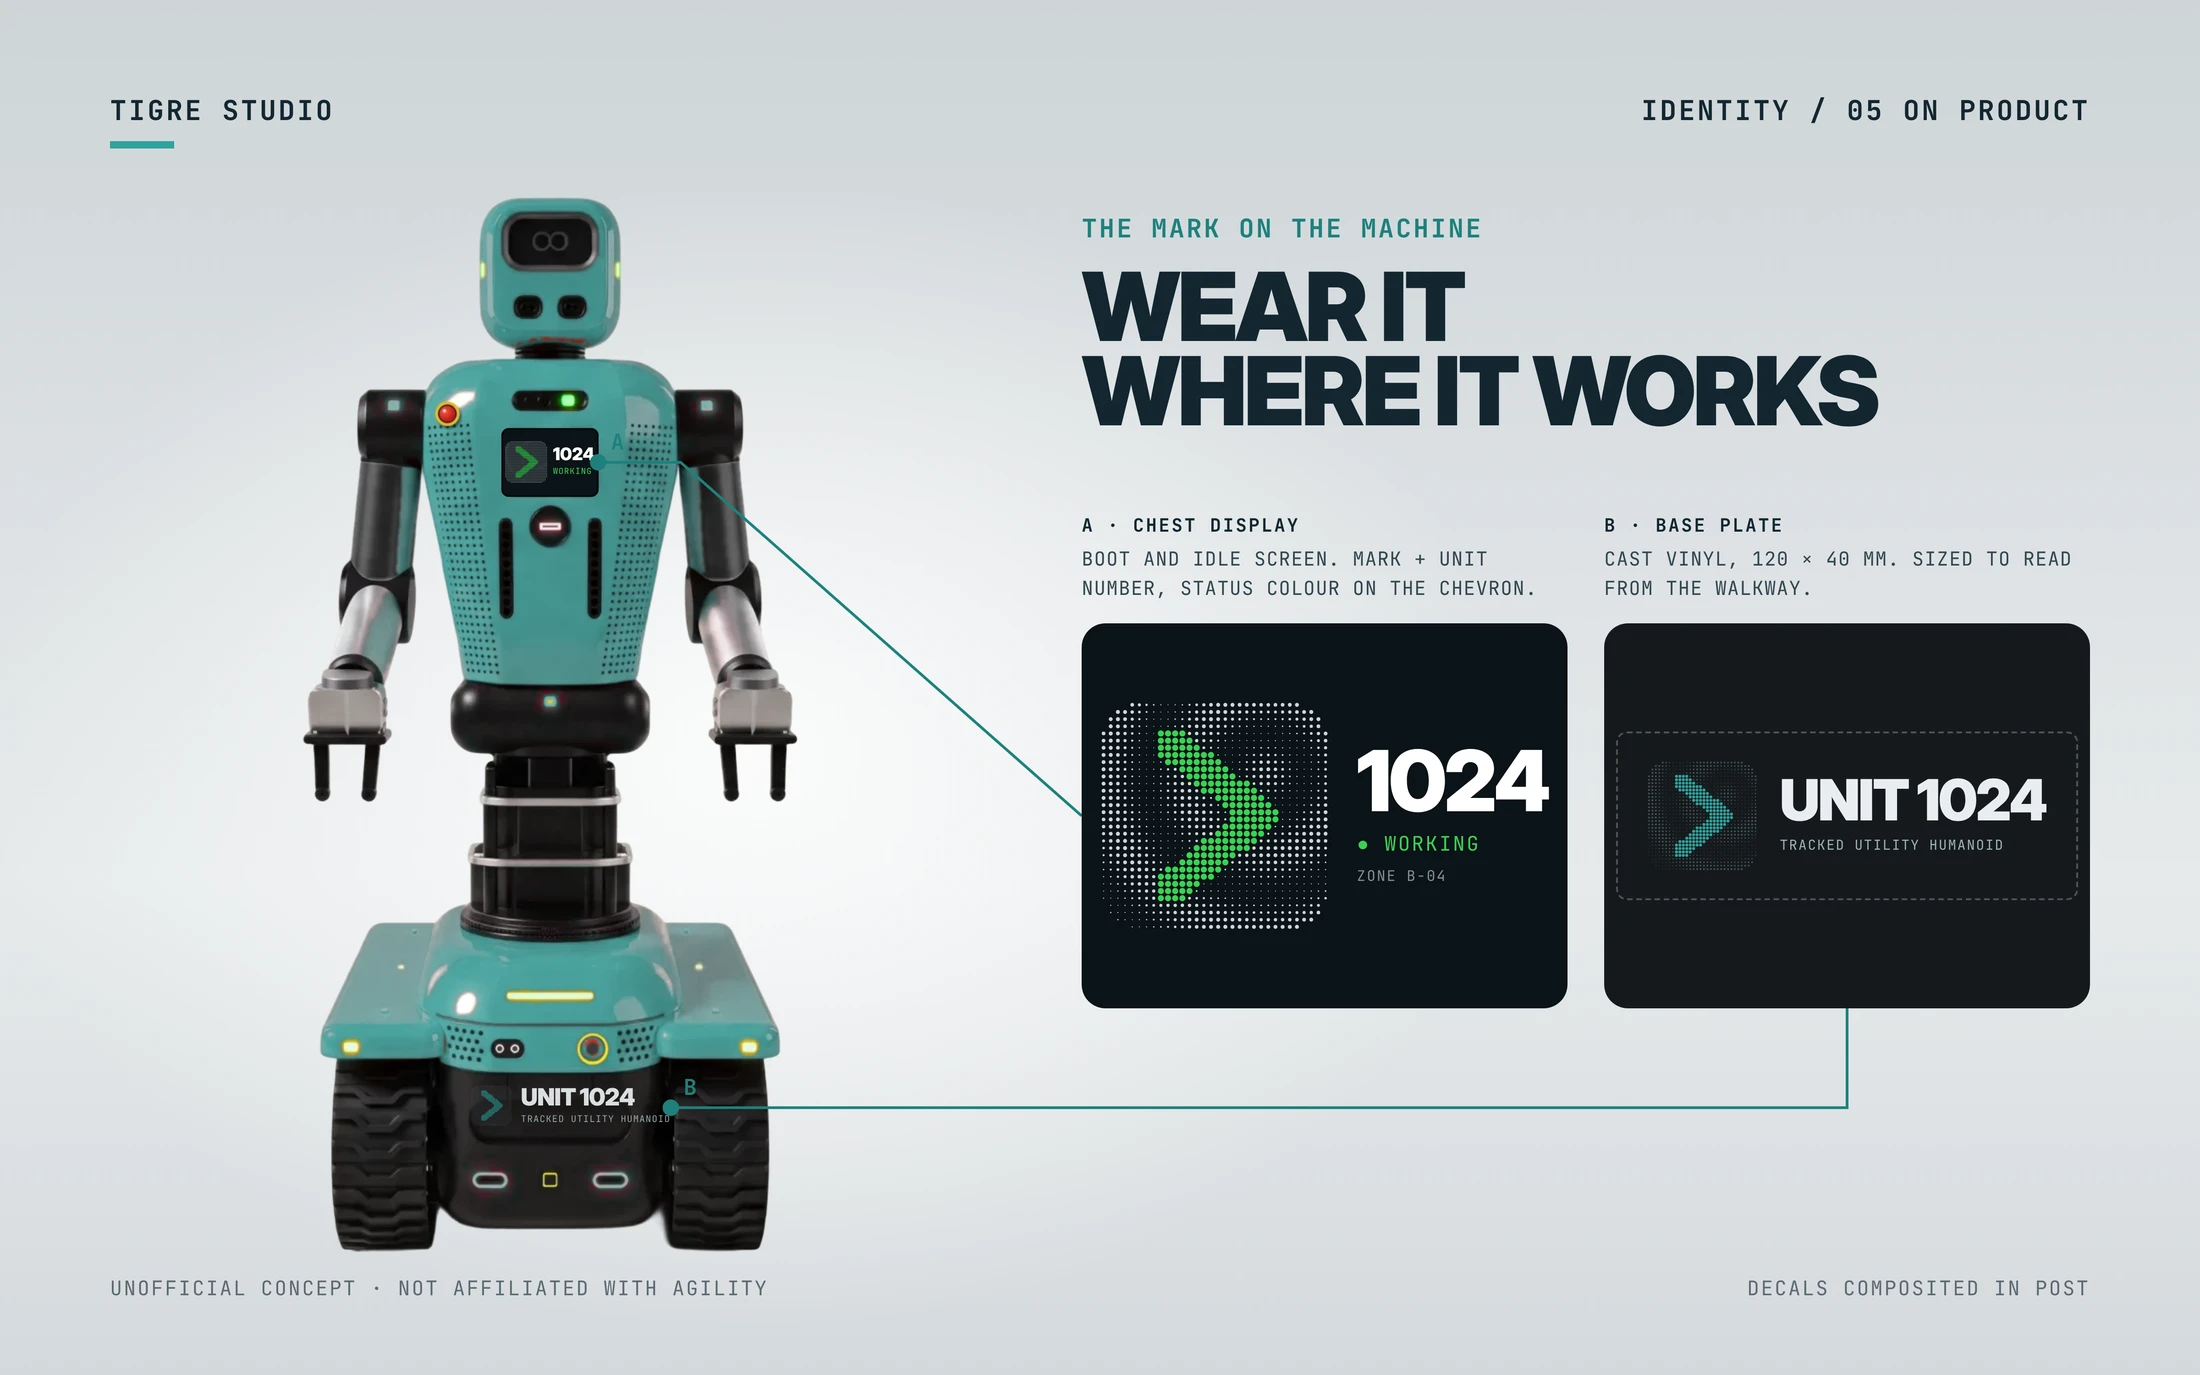 TIGRE STUDIO
IDENTITY / 05 ON PRODUCT
THE MARK ON THE MACHINE
WEAR IT
WHERE IT WORKS
A · CHEST DISPLAY
BOOT AND IDLE SCREEN. MARK + UNIT
NUMBER, STATUS COLOUR ON THE CHEVRON.
B · BASE PLATE
CAST VINYL, 120 × 40 MM. SIZED TO READ
FROM THE WALKWAY.
1024
WORKING
A
1024
• WORKING
ZONE B-04
UNIT 1024
TRACKED UTILITY HUMANOID
UNIT 1024
TRACKED UTILITY HUMANOID
B
UNOFFICIAL CONCEPT · NOT AFFILIATED WITH AGILITY
DECALS COMPOSITED IN POST